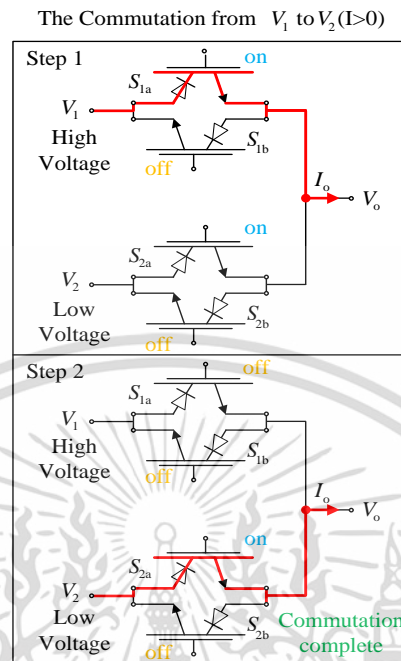 The Commutation from V₁ to V₂(I>0)
Step 1
on
S₁ₐ
V₁
High
Voltage
S₁b
off
Iₒ
Vₒ
on
S₂ₐ
V₂
Low
Voltage
S₂b
off
Step 2
off
S₁ₐ
V₁
High
Voltage
S₁b
off
Iₒ
Vₒ
on
S₂ₐ
V₂
Low
Voltage
S₂b
off
Commutation
complete